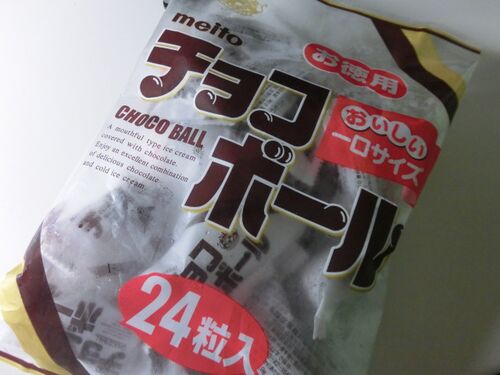 meito
お徳用
チョコ
ボール
CHOCO BALL
A mouthful type ice cream
covered with chocolate.
Enjoy an excellent combination
of delicious chocolate
and cold ice cream.
おいしい
一口サイズ
24粒入